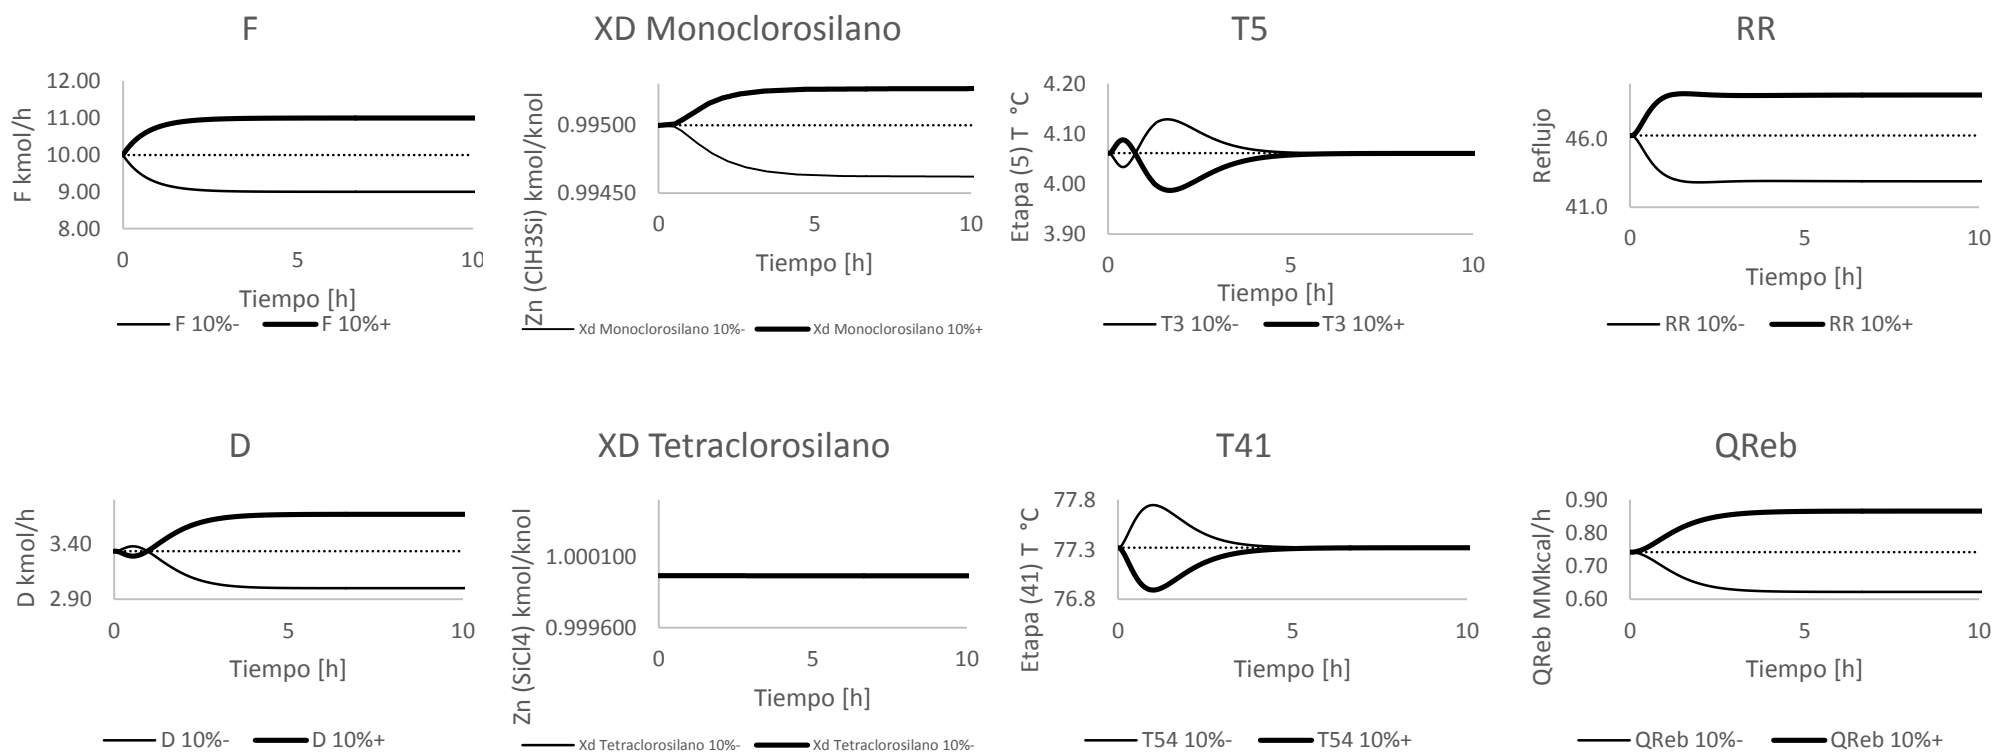 F
12.00
11.00
10.00
9.00
8.00
F kmol/h
0
5
10
Tiempo [h]
F 10%- F 10%+
XD Monoclorosilano
0.99500
0.99450
Zn (ClH3Si) kmol/knol
0
5
10
Tiempo [h]
Xd Monoclorosilano 10%- Xd Monoclorosilano 10%+
T5
4.20
4.10
4.00
3.90
Etapa (5) T °C
0
5
10
Tiempo [h]
T3 10%- T3 10%+
RR
46.0
41.0
Reflujo
0
5
10
Tiempo [h]
RR 10%- RR 10%+
D
3.40
2.90
D kmol/h
0
5
10
Tiempo [h]
D 10%- D 10%+
XD Tetraclorosilano
1.000100
0.999600
Zn (SiCl4) kmol/knol
0
5
10
Tiempo [h]
Xd Tetraclorosilano 10%- Xd Tetraclorosilano 10%-
T41
77.8
77.3
76.8
Etapa (41) T °C
0
5
10
Tiempo [h]
T54 10%- T54 10%+
QReb
0.90
0.80
0.70
0.60
QReb MMkcal/h
0
5
10
Tiempo [h]
QReb 10%- QReb 10%+